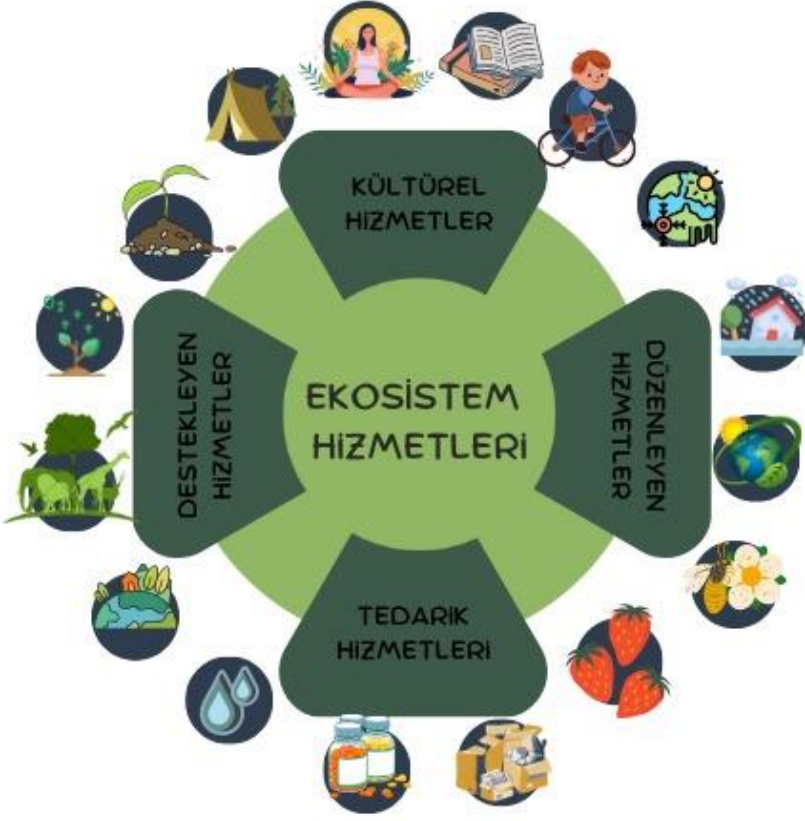 KÜLTÜREL
HİZMETLER
DESTEKLEYEN
HİZMETLER
EKOSİSTEM
HİZMETLERİ
DÜZENLEYEN
HİZMETLER
TEDARİK
HİZMETLERİ